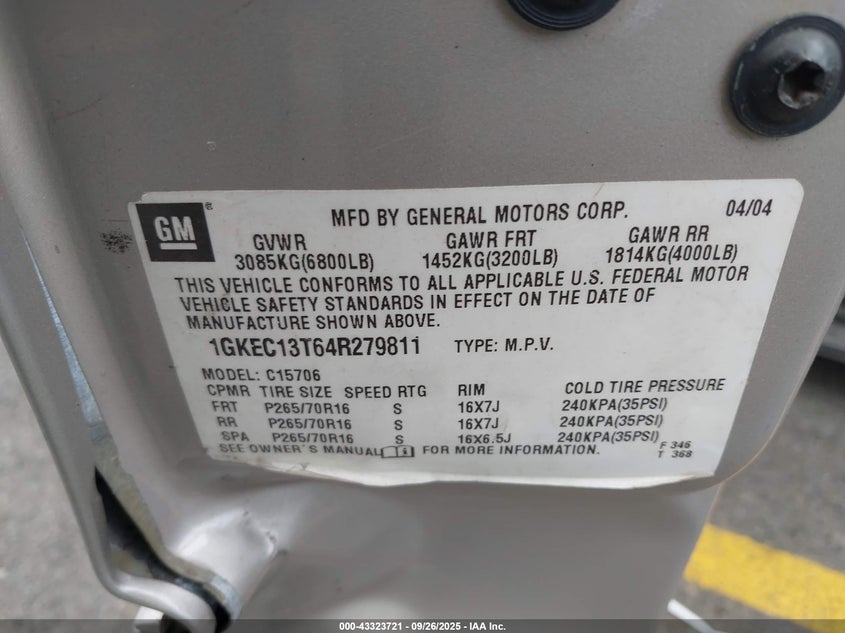 GM ®
MFD BY GENERAL MOTORS CORP. 04/04
GVWR GAWR FRT GAWR RR
3085KG(6800LB) 1452KG(3200LB) 1814KG(4000LB)
THIS VEHICLE CONFORMS TO ALL APPLICABLE U.S. FEDERAL MOTOR
VEHICLE SAFETY STANDARDS IN EFFECT ON THE DATE OF
MANUFACTURE SHOWN ABOVE.
1GKEC13T64R279811 TYPE: M.P.V.
MODEL: C15706
CPMR TIRE SIZE SPEED RTG RIM COLD TIRE PRESSURE
FRT P265/70R16 S 16X7J 240KPA(35PSI)
RR P265/70R16 S 16X7J 240KPA(35PSI)
SPA P265/70R16 S 16X6.5J 240KPA(35PSI)
SEE OWNER'S MANUAL FOR MORE INFORMATION. F 346
T 368
000-43323721 - 09/26/2025 - IAA Inc.